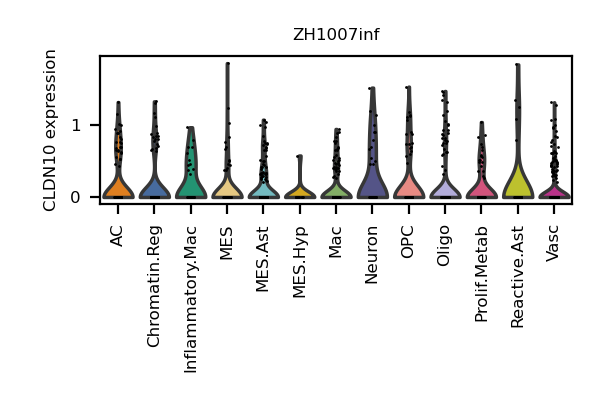 ZH1007inf
CLDN10 expression
1
0
AC
Chromatin.Reg
Inflammatory.Mac
MES
MES.Ast
MES.Hyp
Mac
Neuron
OPC
Oligo
Prolif.Metab
Reactive.Ast
Vasc